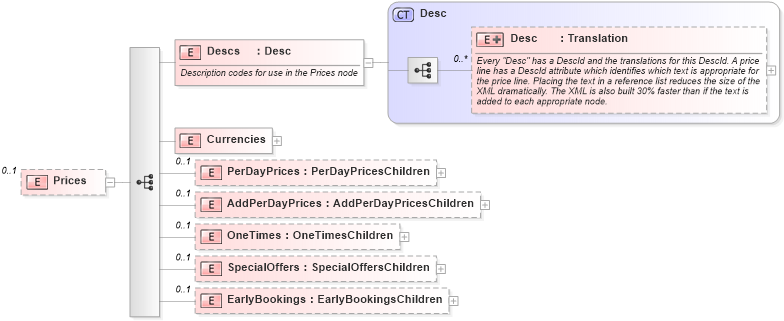 CT Desc
E Descs : Desc
Description codes for use in the Prices node
0..*
E Desc : Translation
Every "Desc" has a DescId and the translations for this DescId. A price
line has a DescId attribute which identifies which text is appropriate for
the price line. Placing the text in a reference list reduces the size of the
XML dramatically. The XML is also built 30% faster than if the text is
added to each appropriate node.
E Currencies
0..1
E Prices
0..1
E PerDayPrices : PerDayPricesChildren
0..1
E AddPerDayPrices : AddPerDayPricesChildren
0..1
E OneTimes : OneTimesChildren
0..1
E SpecialOffers : SpecialOffersChildren
0..1
E EarlyBookings : EarlyBookingsChildren